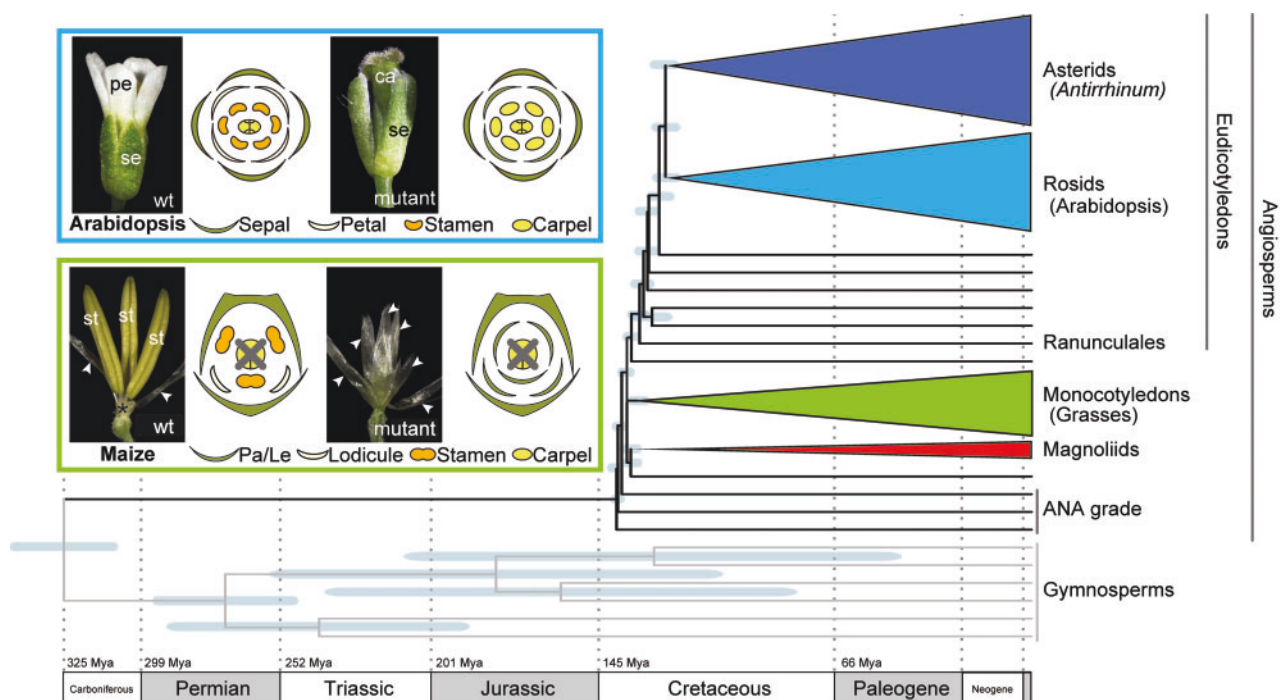 pe
se
wt
ca
se
mutant
Arabidopsis
Sepal
Petal
Stamen
Carpel
st
st
st
*
wt
mutant
Maize
Pa/Le
Lodicule
Stamen
Carpel
Asterids
(Antirrhinum)
Rosids
(Arabidopsis)
Ranunculales
Monocotyledons
(Grasses)
Magnoliids
ANA grade
Gymnosperms
Eudicotyledons
Angiosperms
325 Mya
299 Mya
252 Mya
201 Mya
145 Mya
66 Mya
Carboniferous
Permian
Triassic
Jurassic
Cretaceous
Paleogene
Neogene